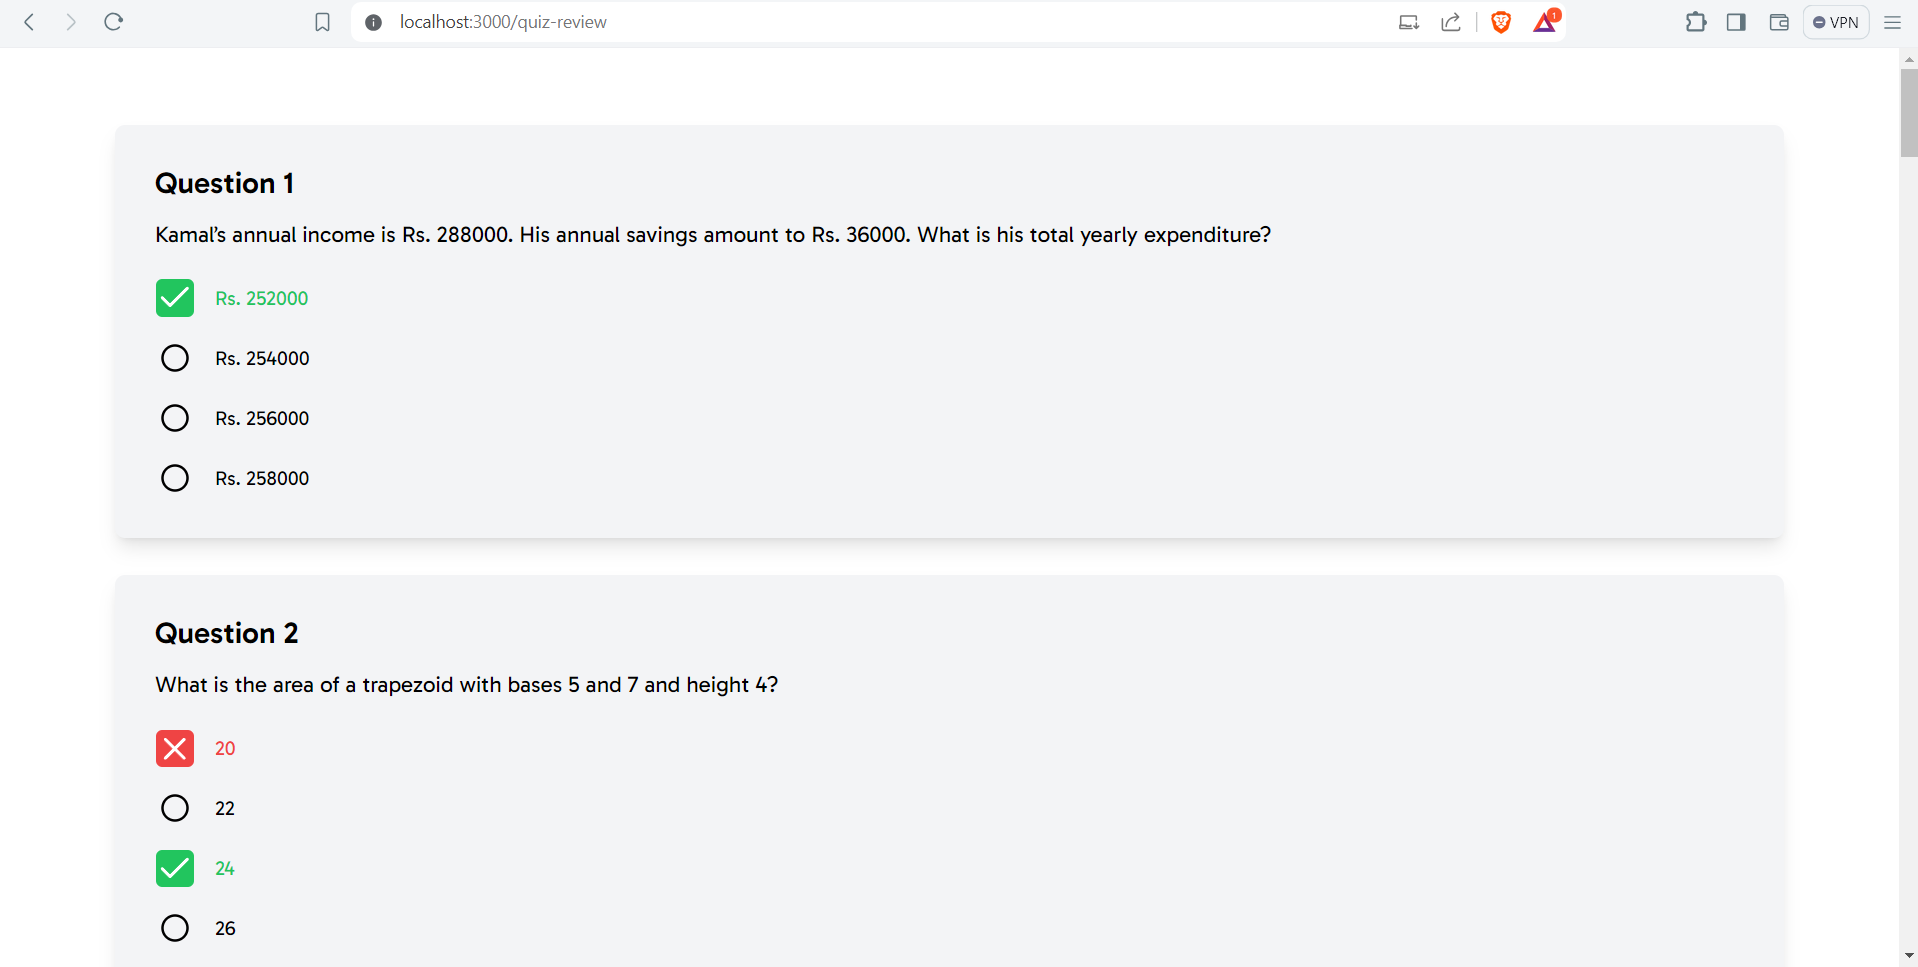 localhost:3000/quiz-review
1
VPN
Question 1
Kamal’s annual income is Rs. 288000. His annual savings amount to Rs. 36000. What is his total yearly expenditure?
Rs. 252000
Rs. 254000
Rs. 256000
Rs. 258000
Question 2
What is the area of a trapezoid with bases 5 and 7 and height 4?
20
22
24
26